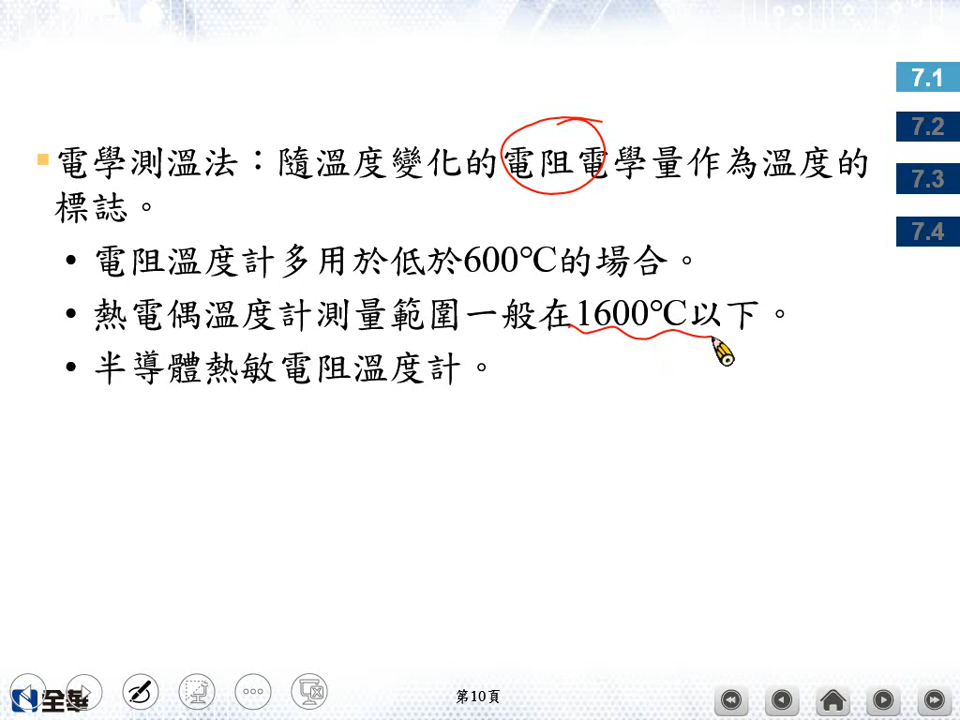 7.1
7.2
電學測溫法：隨溫度變化的電阻電學量作為溫度的
標誌。
7.3
7.4
• 電阻溫度計多用於低於600℃的場合。
• 熱電偶溫度計測量範圍一般在1600℃以下。
• 半導體熱敏電阻溫度計。
全華
第10頁